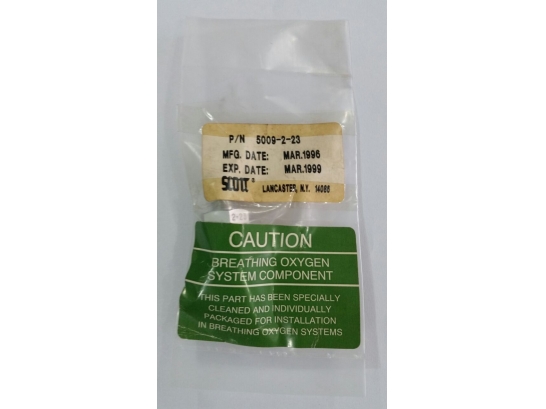 P/N 5009-2-23
MFG. DATE: MAR.1996
EXP. DATE: MAR.1999
SCOTT® LANCASTER, N.Y. 14086
CAUTION
BREATHING OXYGEN
SYSTEM COMPONENT
THIS PART HAS BEEN SPECIALLY
CLEANED AND INDIVIDUALLY
PACKAGED FOR INSTALLATION
IN BREATHING OXYGEN SYSTEMS